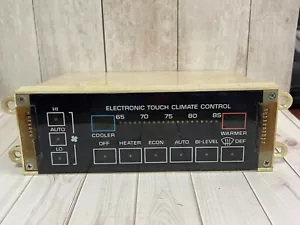 ELECTRONIC TOUCH CLIMATE CONTROL
HI
65 70 75 80 85
COOLER WARMER
AUTO
OFF HEATER ECON AUTO BI-LEVEL DEF
LO